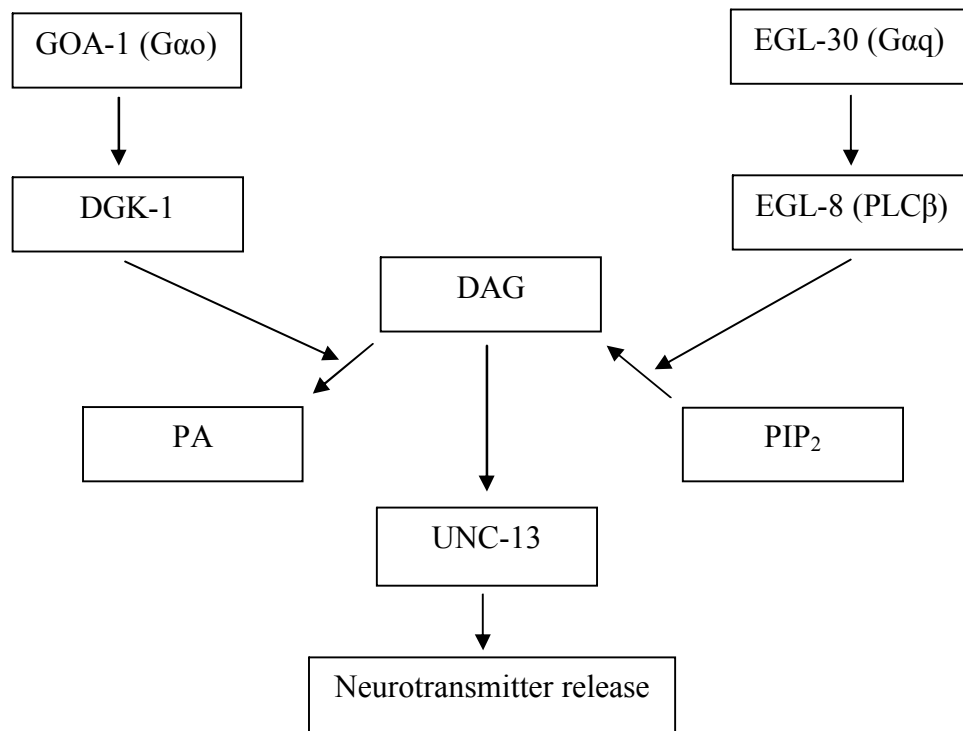 GOA-1 (Gαo)
EGL-30 (Gαq)
DGK-1
EGL-8 (PLCβ)
DAG
PA
PIP₂
UNC-13
Neurotransmitter release